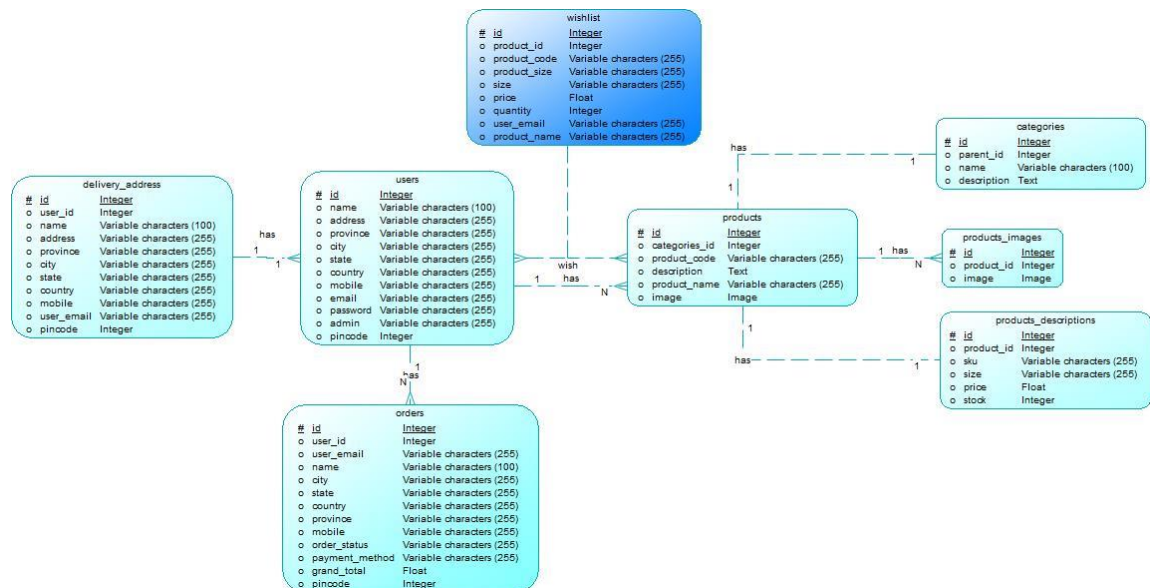 wishlist
# id Integer
o product_id Integer
o product_code Variable characters (255)
o product_size Variable characters (255)
o size Variable characters (255)
o price Float
o quantity Integer
o user_email Variable characters (255)
o product_name Variable characters (255)
categories
# id Integer
o parent_id Integer
o name Variable characters (100)
o description Text
has
1
1
delivery_address
# id Integer
o user_id Integer
o name Variable characters (100)
o address Variable characters (255)
o province Variable characters (255)
o city Variable characters (255)
o state Variable characters (255)
o country Variable characters (255)
o mobile Variable characters (255)
o user_email Variable characters (255)
o pincode Integer
has
1
1
users
# id Integer
o name Variable characters (100)
o address Variable characters (255)
o province Variable characters (255)
o city Variable characters (255)
o state Variable characters (255)
o country Variable characters (255)
o mobile Variable characters (255)
o email Variable characters (255)
o password Variable characters (255)
o admin Variable characters (255)
o pincode Integer
wish
1 has
N
products
# id Integer
o categories_id Integer
o product_code Variable characters (255)
o description Text
o product_name Variable characters (255)
o image Image
1 has
N
products_images
# id Integer
o product_id Integer
o image Image
1
has
1
products_descriptions
# id Integer
o product_id Integer
o sku Variable characters (255)
o size Variable characters (255)
o price Float
o stock Integer
1
has
N
orders
# id Integer
o user_id Integer
o user_email Variable characters (255)
o name Variable characters (100)
o city Variable characters (255)
o state Variable characters (255)
o country Variable characters (255)
o province Variable characters (255)
o mobile Variable characters (255)
o order_status Variable characters (255)
o payment_method Variable characters (255)
o grand_total Float
o pincode Integer